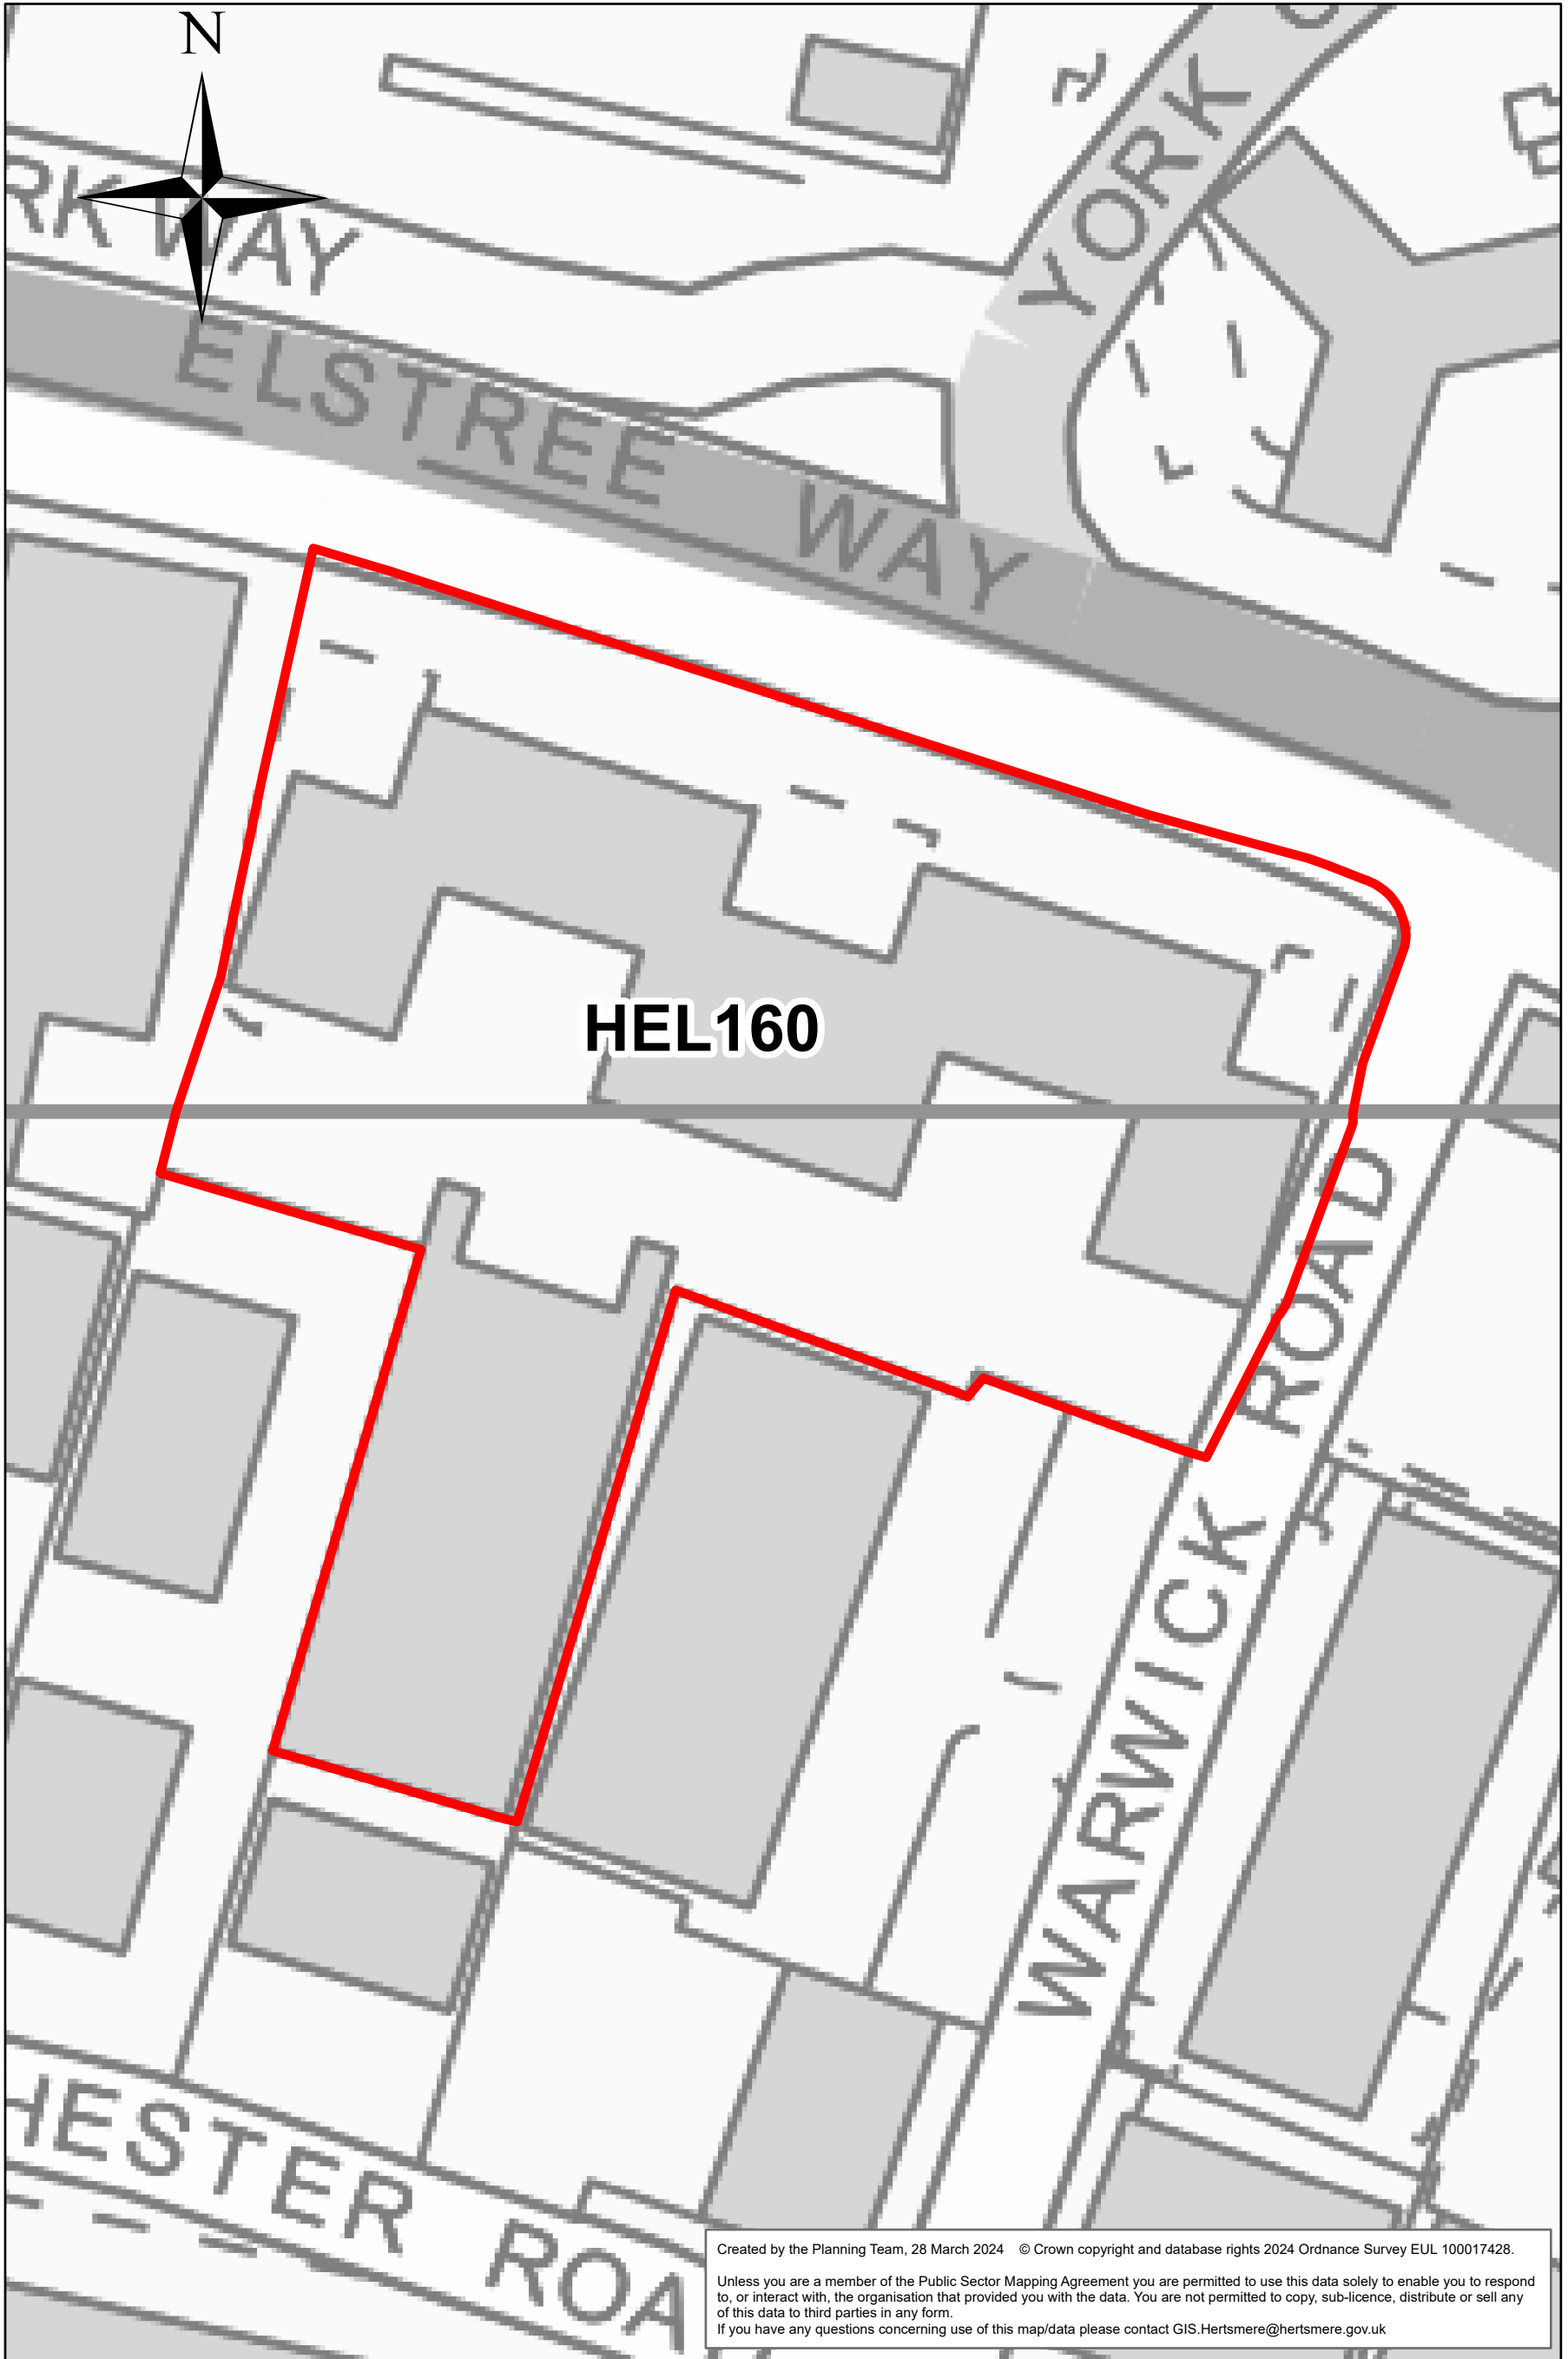 N
YORK
RK WAY
ELSTREE WAY
HEL160
WARWICK ROAD
HESTER ROA
Created by the Planning Team, 28 March 2024 © Crown copyright and database rights 2024 Ordnance Survey EUL 100017428.
Unless you are a member of the Public Sector Mapping Agreement you are permitted to use this data solely to enable you to respond
to, or interact with, the organisation that provided you with the data. You are not permitted to copy, sub-licence, distribute or sell any
of this data to third parties in any form.
If you have any questions concerning use of this map/data please contact GIS.Hertsmere@hertsmere.gov.uk